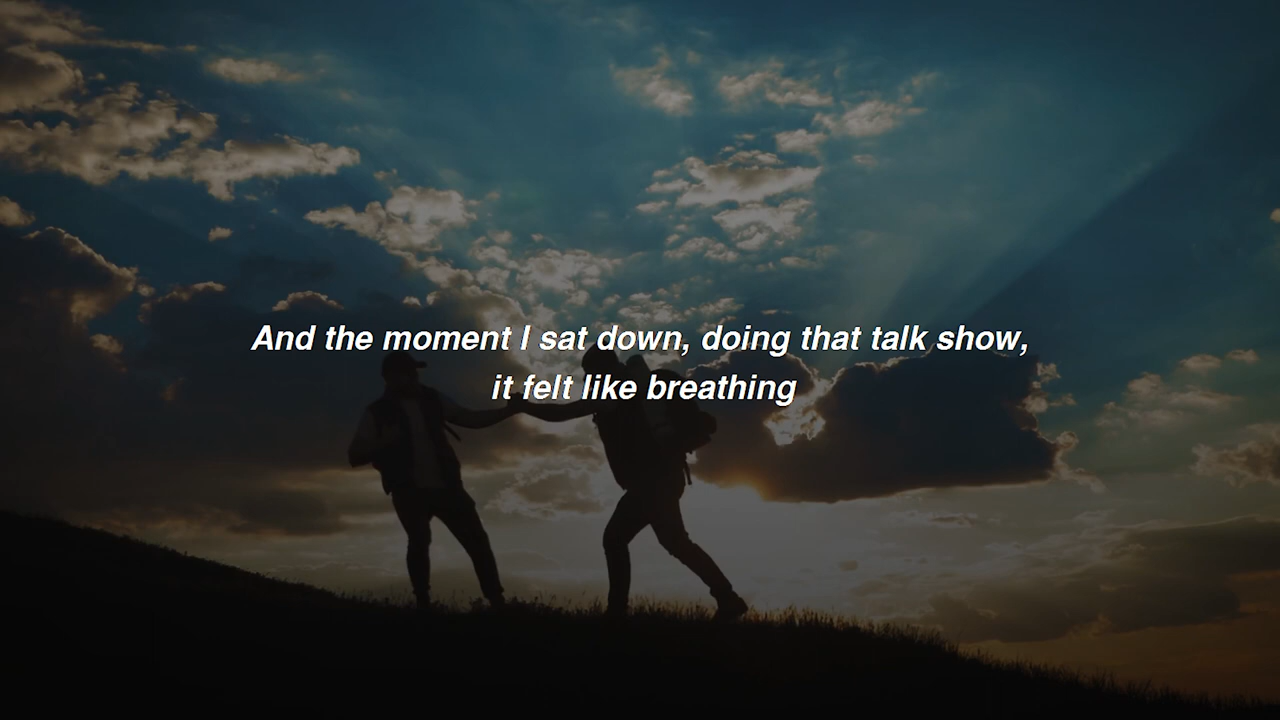 And the moment I sat down, doing that talk show,
it felt like breathing